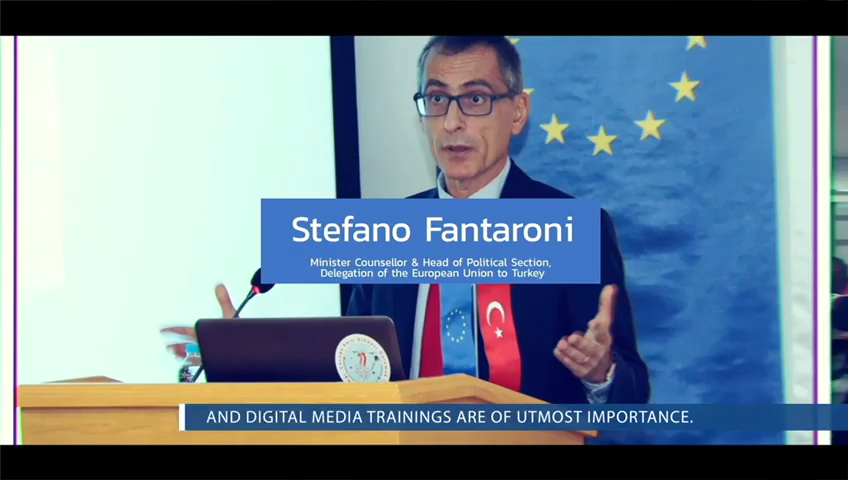 Stefano Fantaroni
Minister Counsellor & Head of Political Section,
Delegation of the European Union to Turkey
AND DIGITAL MEDIA TRAININGS ARE OF UTMOST IMPORTANCE.